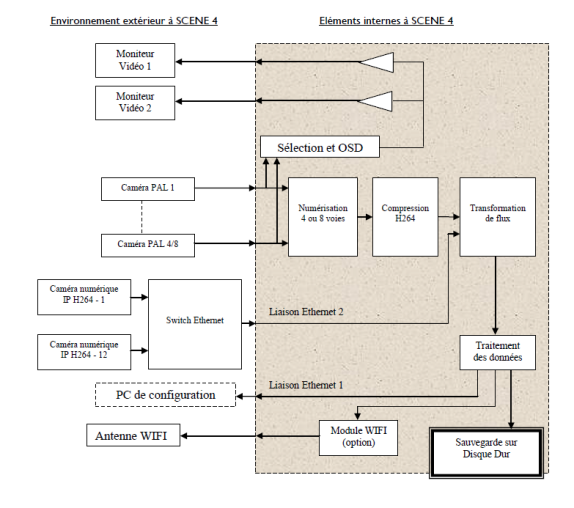 Environnement extérieur à SCENE 4
Eléments internes à SCENE 4
Moniteur
Vidéo 1
Moniteur
Vidéo 2
Sélection et OSD
Caméra PAL 1
Numérisation
4 ou 8 voies
Compression
H264
Transformation
de flux
Caméra PAL 4/8
Caméra numérique
IP H264 - 1
Switch Ethernet
Liaison Ethernet 2
Caméra numérique
IP H264 - 12
Traitement
des données
Liaison Ethernet 1
PC de configuration
Antenne WIFI
Module WIFI
(option)
Sauvegarde sur
Disque Dur